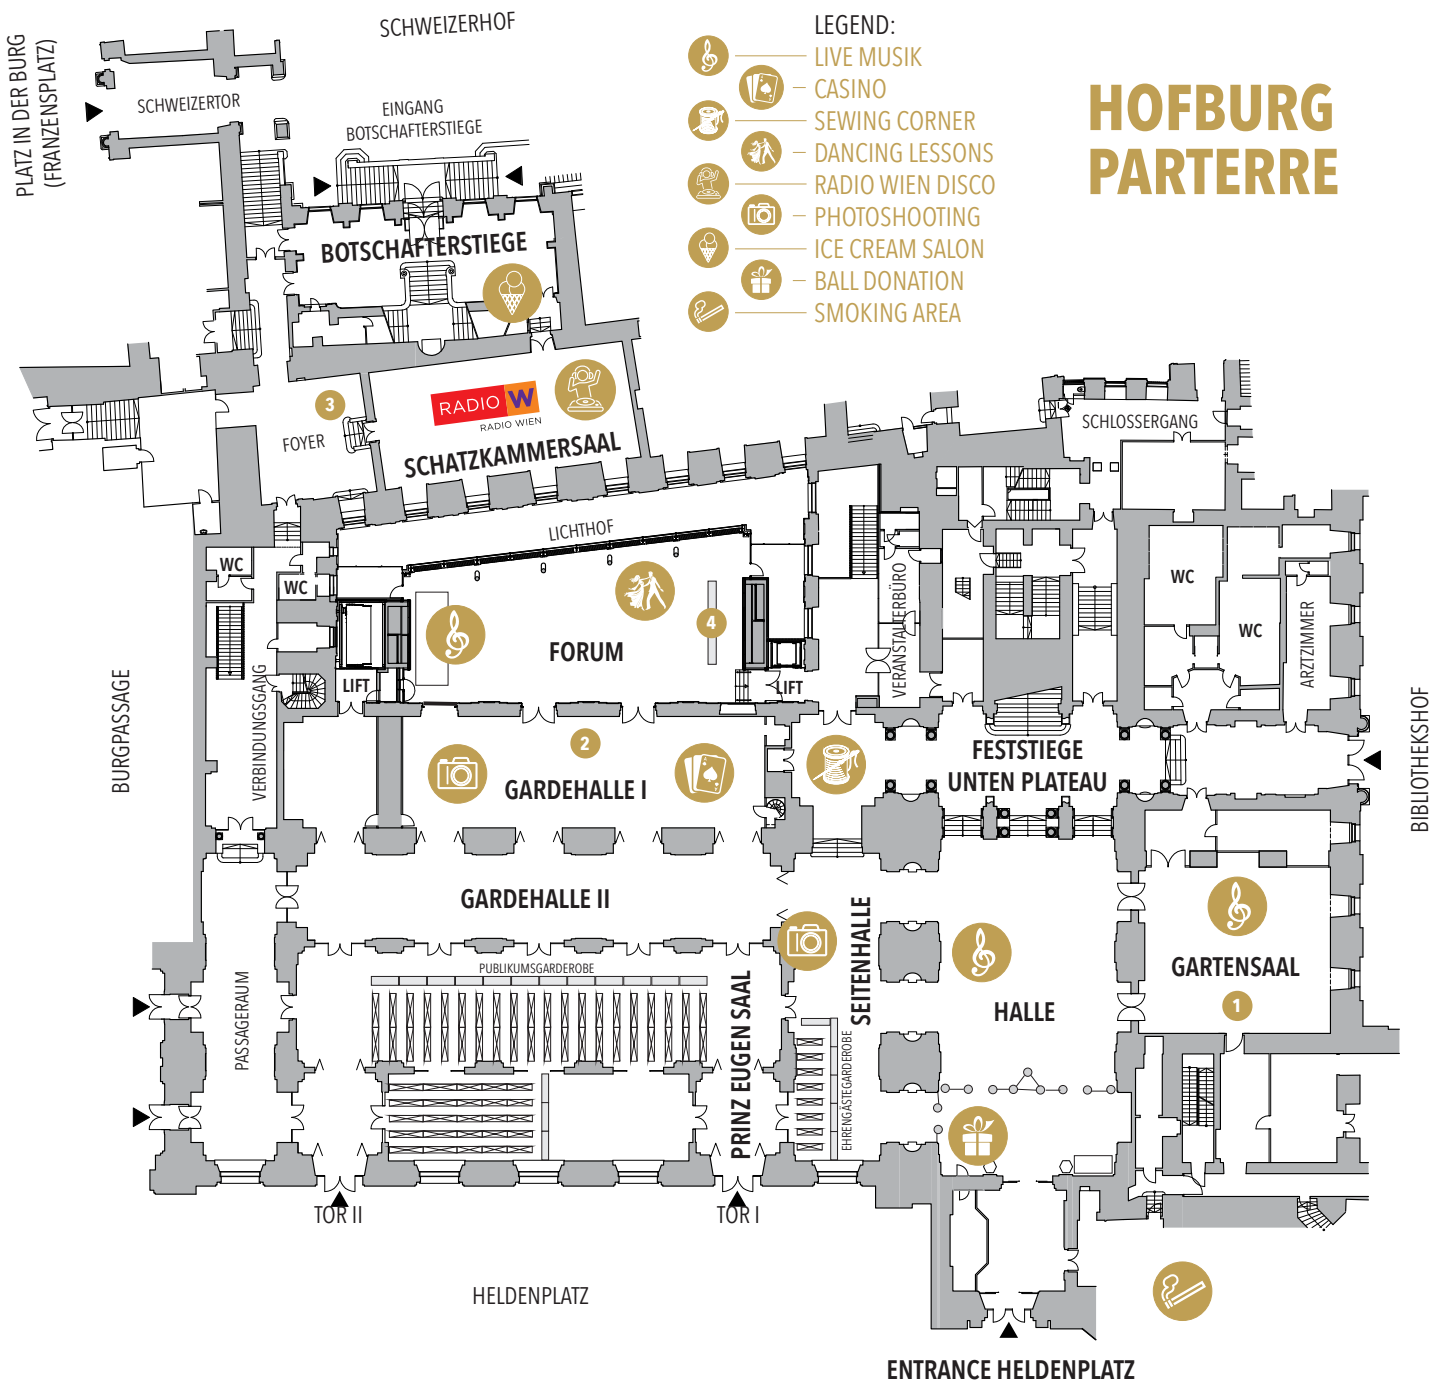 SCHWEIZERHOF
PLATZ IN DER BURG
(FRANZENSPLATZ)
SCHWEIZERTOR
EINGANG
BOTSCHAFTERSTIEGE
LEGEND:
LIVE MUSIK
CASINO
SEWING CORNER
DANCING LESSONS
RADIO WIEN DISCO
PHOTOSHOOTING
ICE CREAM SALON
BALL DONATION
SMOKING AREA
HOFBURG
PARTERRE
BOTSCHAFTERSTIEGE
3
FOYER
RADIO W
RADIO WIEN
SCHATZKAMMERSAAL
SCHLOSSERGANG
LICHTHOF
WC
WC
WC
WC
FORUM
4
LIFT
LIFT
VERANSTALTERBÜRO
ARZTZIMMER
BURGPASSAGE
VERBINDUNGSGANG
2
GARDEHALLE I
FESTSTIEGE
UNTEN PLATEAU
BIBLIOTHEKSHOF
GARDEHALLE II
SEITENHALLE
PUBLIKUMSGARDEROBE
PASSAGERAUM
PRINZ EUGEN SAAL
EHRENGÄSTEGARDEROBE
HALLE
GARTENSAAL
1
TOR II
TOR I
HELDENPLATZ
ENTRANCE HELDENPLATZ